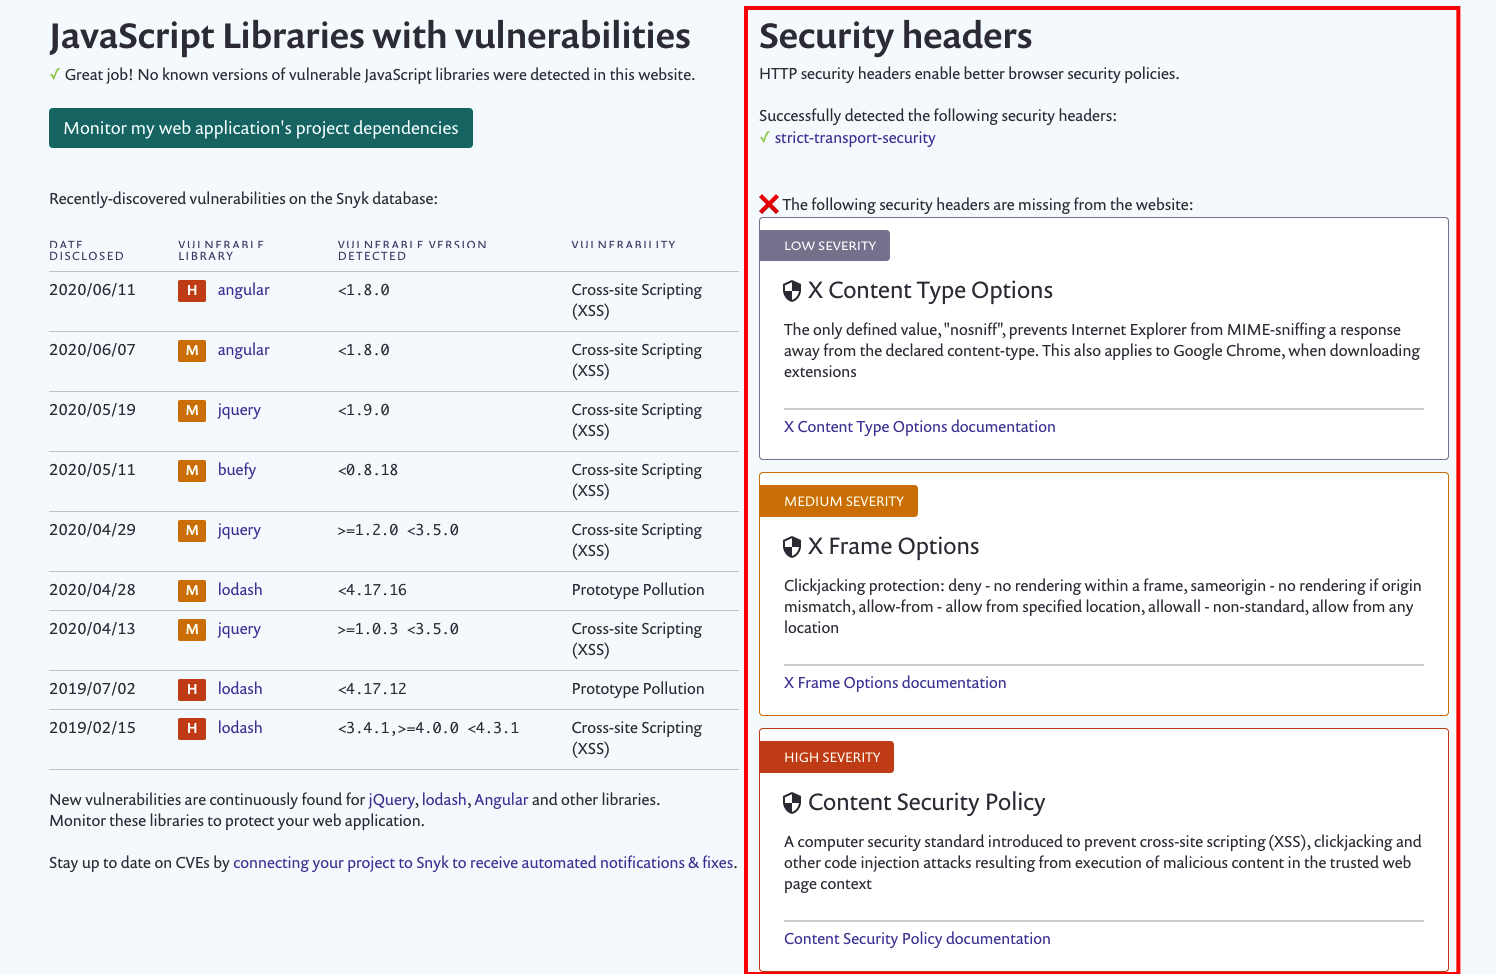 JavaScript Libraries with vulnerabilities
✓ Great job! No known versions of vulnerable JavaScript libraries were detected in this website.
Monitor my web application's project dependencies
Recently-discovered vulnerabilities on the Snyk database:
DATE DISCLOSED VULNERABLE LIBRARY VULNERABLE VERSION DETECTED VULNERABILITY
2020/06/11 H angular <1.8.0 Cross-site Scripting
(XSS)
2020/06/07 M angular <1.8.0 Cross-site Scripting
(XSS)
2020/05/19 M jquery <1.9.0 Cross-site Scripting
(XSS)
2020/05/11 M buefy <0.8.18 Cross-site Scripting
(XSS)
2020/04/29 M jquery >=1.2.0 <3.5.0 Cross-site Scripting
(XSS)
2020/04/28 M lodash <4.17.16 Prototype Pollution
2020/04/13 M jquery >=1.0.3 <3.5.0 Cross-site Scripting
(XSS)
2019/07/02 H lodash <4.17.12 Prototype Pollution
2019/02/15 H lodash <3.4.1,>=4.0.0 <4.3.1 Cross-site Scripting
(XSS)
New vulnerabilities are continuously found for jQuery, lodash, Angular and other libraries.
Monitor these libraries to protect your web application.
Stay up to date on CVEs by connecting your project to Snyk to receive automated notifications & fixes.
Security headers
HTTP security headers enable better browser security policies.
Successfully detected the following security headers:
✓ strict-transport-security
❌ The following security headers are missing from the website:
LOW SEVERITY
X Content Type Options
The only defined value, "nosniff", prevents Internet Explorer from MIME-sniffing a response
away from the declared content-type. This also applies to Google Chrome, when downloading
extensions
X Content Type Options documentation
MEDIUM SEVERITY
X Frame Options
Clickjacking protection: deny - no rendering within a frame, sameorigin - no rendering if origin
mismatch, allow-from - allow from specified location, allowall - non-standard, allow from any
location
X Frame Options documentation
HIGH SEVERITY
Content Security Policy
A computer security standard introduced to prevent cross-site scripting (XSS), clickjacking and
other code injection attacks resulting from execution of malicious content in the trusted web
page context
Content Security Policy documentation